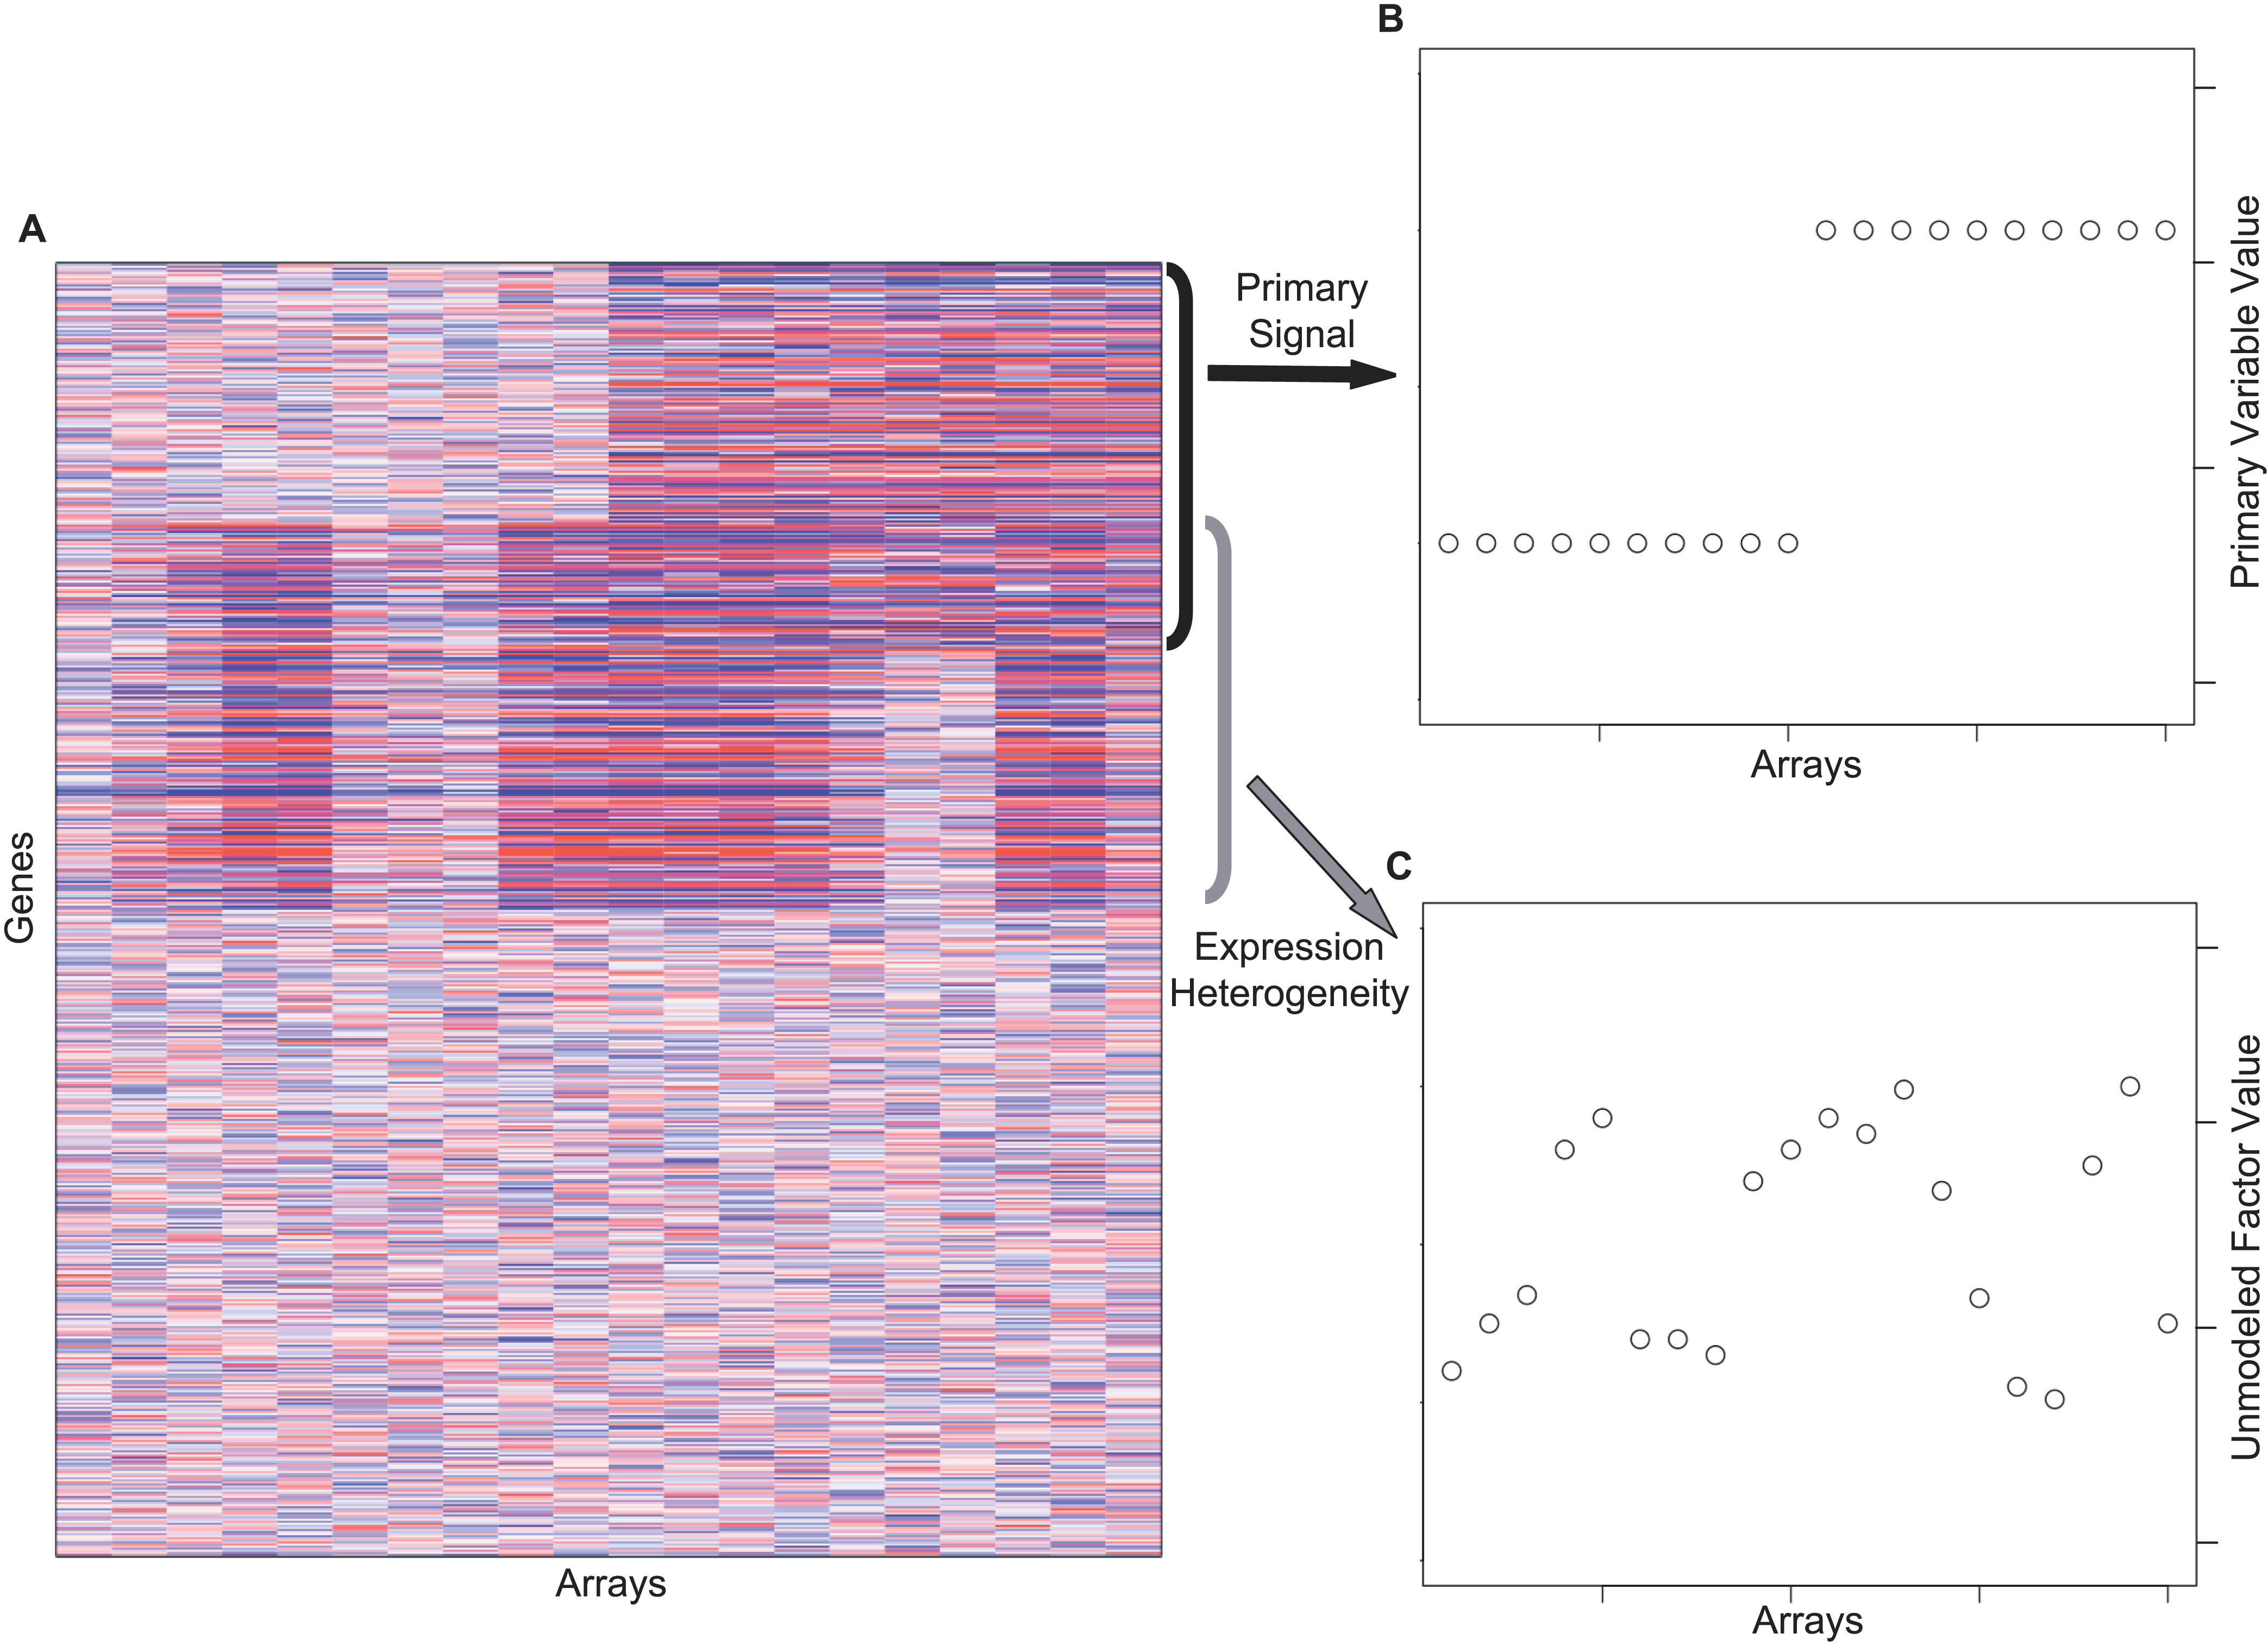 A
Genes
Arrays
Primary
Signal
Expression
Heterogeneity
B
Primary Variable Value
Arrays
C
Unmodeled Factor Value
Arrays